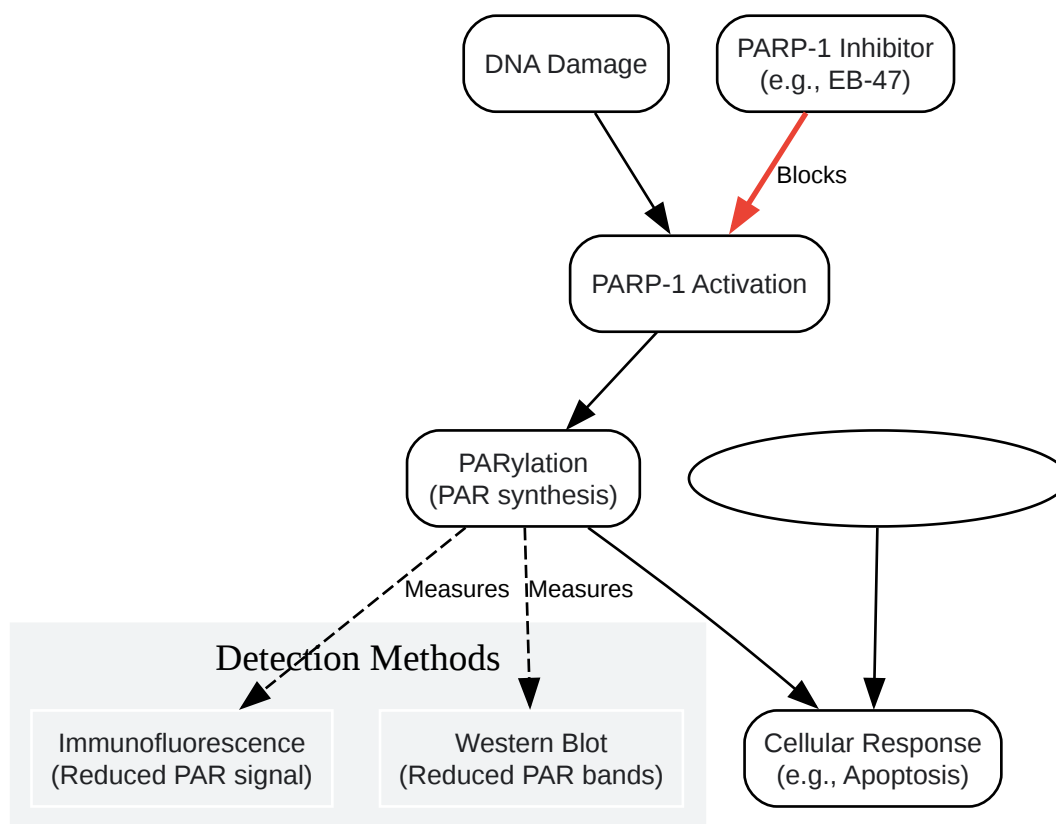 DNA Damage
PARP-1 Inhibitor
(e.g., EB-47)
Blocks
PARP-1 Activation
PARylation
(PAR synthesis)
Measures
Measures
Detection Methods
Immunofluorescence
(Reduced PAR signal)
Western Blot
(Reduced PAR bands)
Cellular Response
(e.g., Apoptosis)